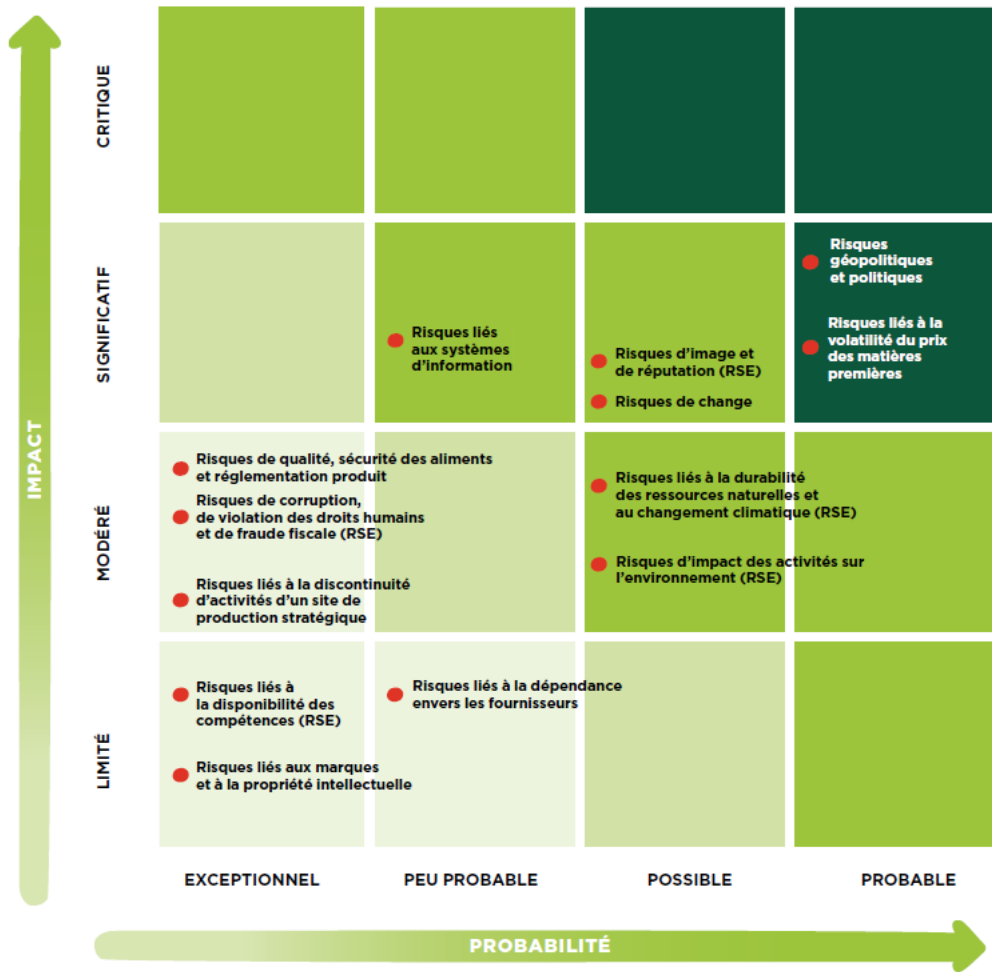 CRITIQUE
SIGNIFICATIF
MODÉRÉ
LIMITÉ
IMPACT
Risques
géopolitiques
et politiques
Risques liés à la
volatilité du prix
des matières
premières
Risques liés
aux systèmes
d'information
Risques d'image et
de réputation (RSE)
Risques de change
Risques de qualité, sécurité des aliments
et réglementation produit
Risques de corruption,
de violation des droits humains
et de fraude fiscale (RSE)
Risques liés à la discontinuité
d'activités d'un site de
production stratégique
Risques liés à la durabilité
des ressources naturelles et
au changement climatique (RSE)
Risques d'impact des activités sur
l'environnement (RSE)
Risques liés à
la disponibilité des
compétences (RSE)
Risques liés aux marques
et à la propriété intellectuelle
Risques liés à la dépendance
envers les fournisseurs
EXCEPTIONNEL
PEU PROBABLE
POSSIBLE
PROBABLE
PROBABILITÉ